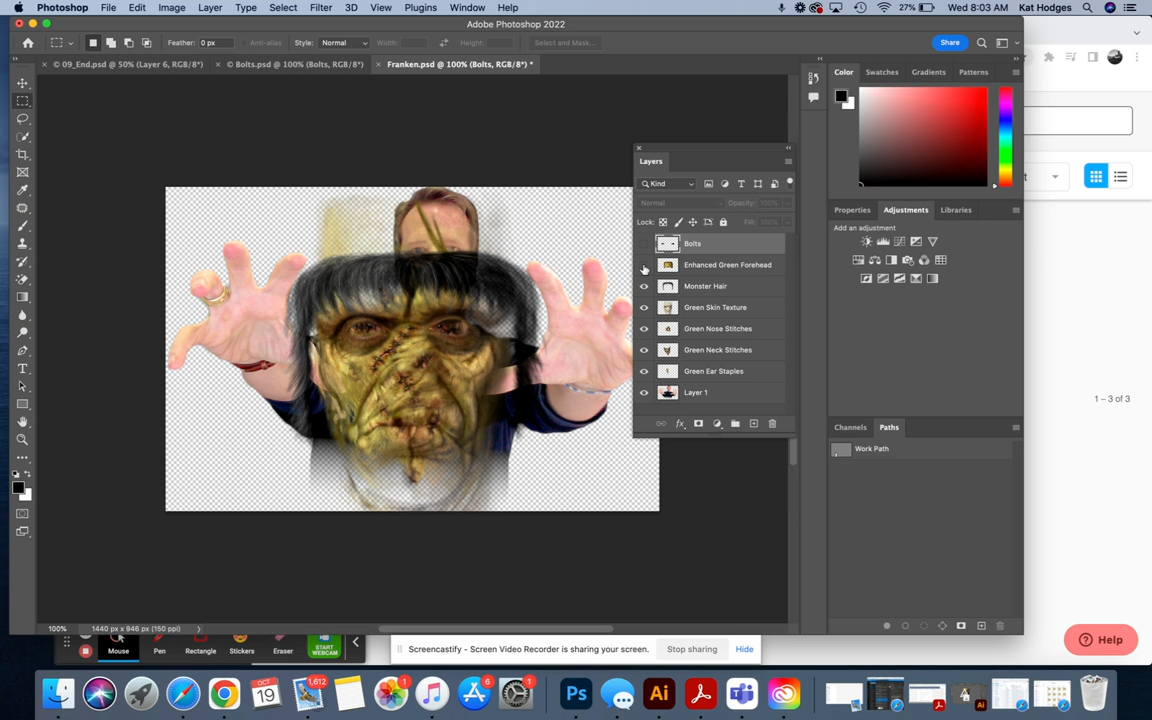 Photoshop File Edit Image Layer Type Select Filter 3D View Plugins Window Help 27% Wed 8:03 AM Kat Hodges
Adobe Photoshop 2022
Feather: 0 px Anti-alias Style: Normal Width: Height: Select and Mask... Share
© 09_End.psd @ 50% (Layer 6, RGB/8*) © Bolts.psd @ 100% (Bolts, RGB/8*) Franken.psd @ 100% (Bolts, RGB/8*) *
Color Swatches Gradients Patterns
Layers
Kind
Normal Opacity: 100%
Lock: Fill: 100%
Bolts
Enhanced Green Forehead
Monster Hair
Green Skin Texture
Green Nose Stitches
Green Neck Stitches
Green Ear Staples
Layer 1
fx
Properties Adjustments Libraries
Add an adjustment
Channels Paths
Work Path
1 – 3 of 3
100% 1440 px x 946 px (150 ppi)
Mouse Pen Rectangle Stickers Eraser START WEBCAM
Screencastify - Screen Video Recorder is sharing your screen. Stop sharing Hide
Help
OCT
19
1,612
1
6
Ps
Ai